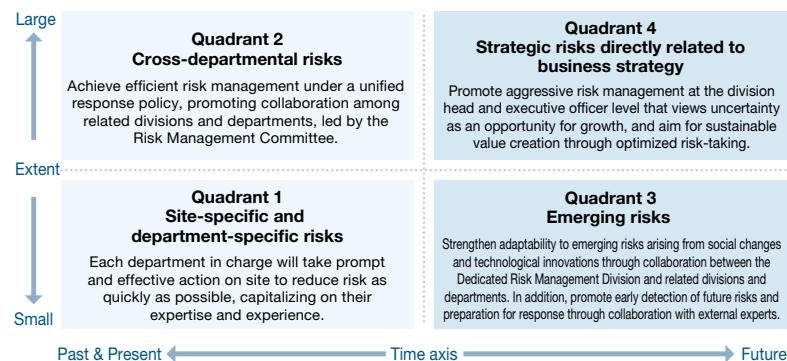 Large
Quadrant 2
Cross-departmental risks
Achieve efficient risk management under a unified
response policy, promoting collaboration among
related divisions and departments, led by the
Risk Management Committee.
Quadrant 4
Strategic risks directly related to
business strategy
Promote aggressive risk management at the division
head and executive officer level that views uncertainty
as an opportunity for growth, and aim for sustainable
value creation through optimized risk-taking.
Extent
Quadrant 1
Site-specific and
department-specific risks
Each department in charge will take prompt
and effective action on site to reduce risk as
quickly as possible, capitalizing on their
expertise and experience.
Quadrant 3
Emerging risks
Strengthen adaptability to emerging risks arising from social changes
and technological innovations through collaboration between the
Dedicated Risk Management Division and related divisions and
departments. In addition, promote early detection of future risks and
preparation for response through collaboration with external experts.
Small
Past & Present
Time axis
Future